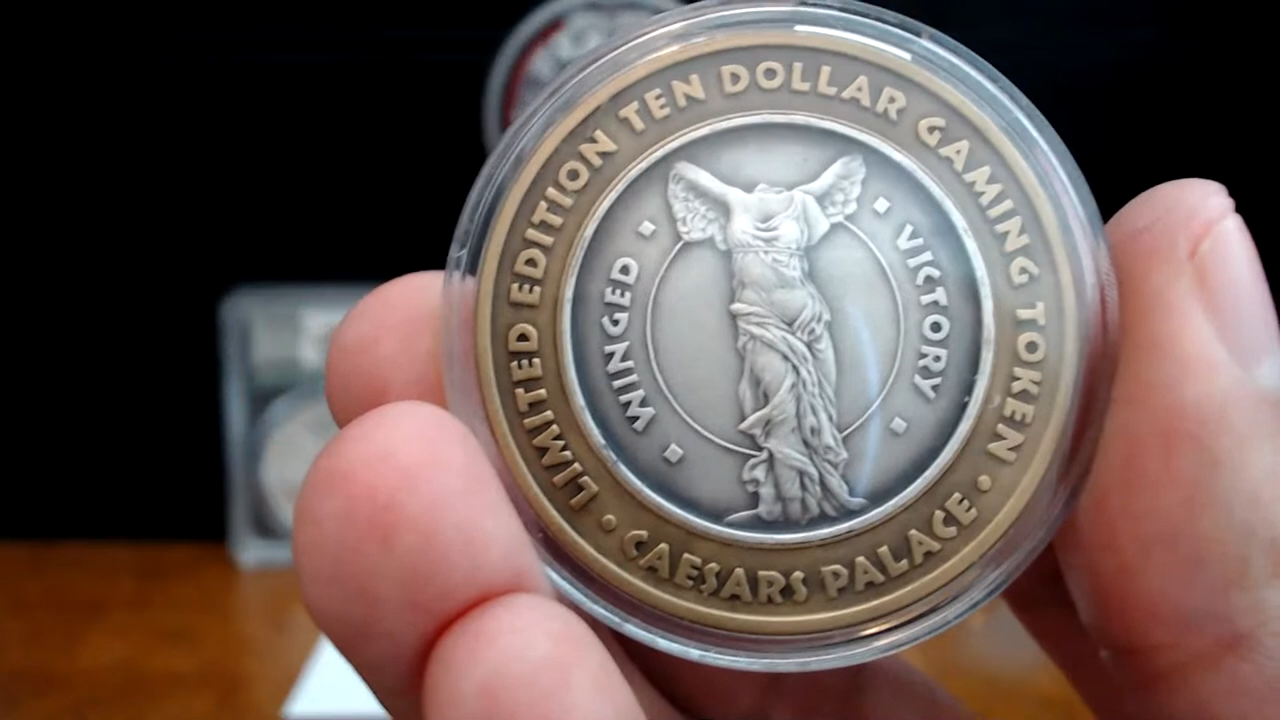 LIMITED EDITION TEN DOLLAR GAMING TOKEN
• CAESARS PALACE •
WINGED
VICTORY